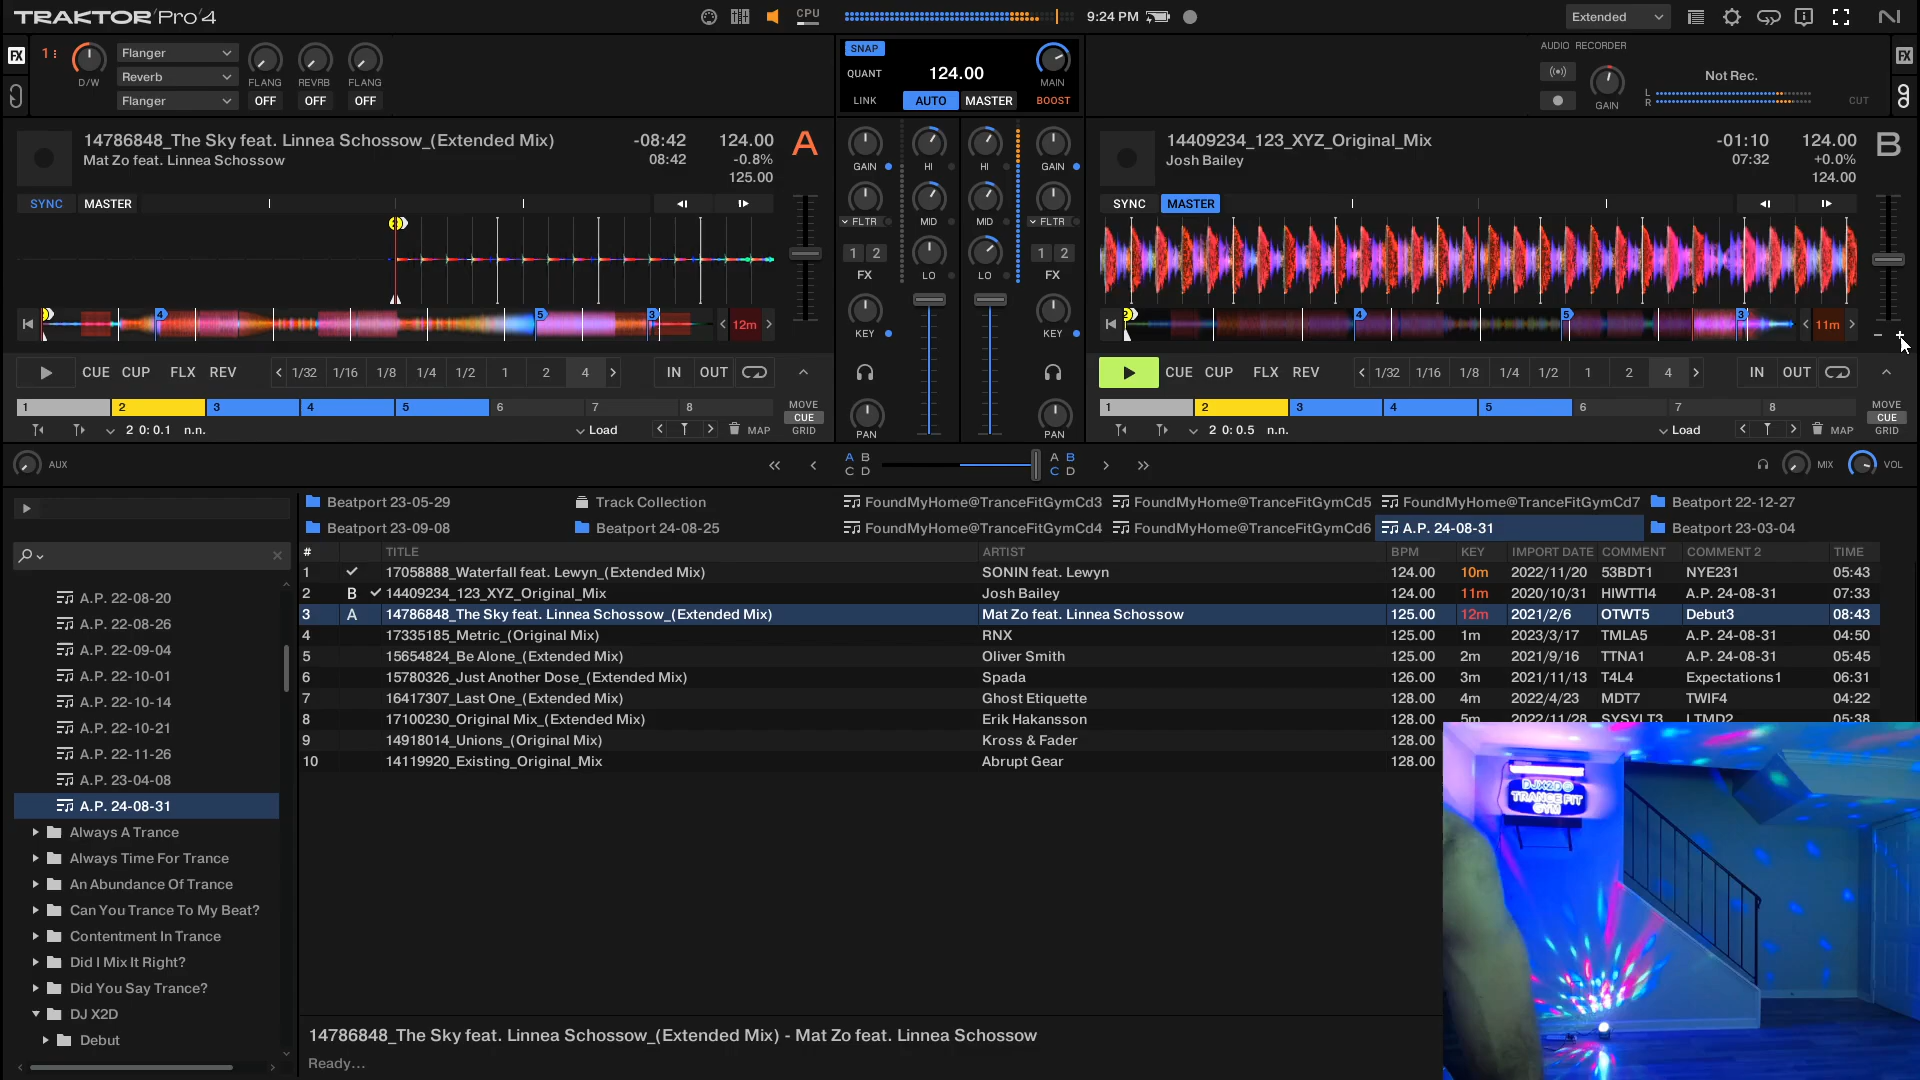 TRAKTOR Pro 4
CPU
9:24 PM
Extended
1
D/W
Flanger
Reverb
Flanger
FLANG REVRB FLANG
OFF OFF OFF
SNAP
QUANT 124.00 MAIN
LINK AUTO MASTER BOOST
AUDIO RECORDER
Not Rec.
GAIN
L
R
CUT
14786848_The Sky feat. Linnea Schossow_(Extended Mix) -08:42 124.00 A
Mat Zo feat. Linnea Schossow 08:42 -0.8%
125.00
SYNC MASTER
12m
CUE CUP FLX REV 1/32 1/16 1/8 1/4 1/2 1 2 4 IN OUT
1 2 3 4 5 6 7 8
MOVE
CUE
GRID
2 0: 0.1 n.n. Load MAP
GAIN HI HI GAIN
FLTR MID MID FLTR
1 2 1 2
FX LO LO FX
KEY KEY
PAN PAN
14409234_123_XYZ_Original_Mix -01:10 124.00 B
Josh Bailey 07:32 +0.0%
124.00
SYNC MASTER
11m
CUE CUP FLX REV 1/32 1/16 1/8 1/4 1/2 1 2 4 IN OUT
1 2 3 4 5 6 7 8
MOVE
CUE
GRID
2 0: 0.5 n.n. Load MAP
AUX
A B
C D
A B
C D
MIX VOL
Beatport 23-05-29 Track Collection FoundMyHome@TranceFitGymCd3 FoundMyHome@TranceFitGymCd5 FoundMyHome@TranceFitGymCd7 Beatport 22-12-27
Beatport 23-09-08 Beatport 24-08-25 FoundMyHome@TranceFitGymCd4 FoundMyHome@TranceFitGymCd6 A.P. 24-08-31 Beatport 23-03-04
# TITLE ARTIST BPM KEY IMPORT DATE COMMENT COMMENT 2 TIME
1 17058888_Waterfall feat. Lewyn_(Extended Mix) SONIN feat. Lewyn 124.00 10m 2022/11/20 53BDT1 NYE231 05:43
2 B 14409234_123_XYZ_Original_Mix Josh Bailey 124.00 11m 2020/10/31 HIWTTI4 A.P. 24-08-31 07:33
3 A 14786848_The Sky feat. Linnea Schossow_(Extended Mix) Mat Zo feat. Linnea Schossow 125.00 12m 2021/2/6 OTWT5 Debut3 08:43
4 17335185_Metric_(Original Mix) RNX 125.00 1m 2023/3/17 TMLA5 A.P. 24-08-31 04:50
5 15654824_Be Alone_(Extended Mix) Oliver Smith 125.00 2m 2021/9/16 TTNA1 A.P. 24-08-31 05:45
6 15780326_Just Another Dose_(Extended Mix) Spada 126.00 3m 2021/11/13 T4L4 Expectations1 06:31
7 16417307_Last One_(Extended Mix) Ghost Etiquette 128.00 4m 2022/4/23 MDT7 TWIF4 04:22
8 17100230_Original Mix_(Extended Mix) Erik Hakansson 128.00 5m 2022/11/28 SYSYLT3 LTMD2 05:38
9 14918014_Unions_(Original Mix) Kross & Fader 128.00
10 14119920_Existing_Original_Mix Abrupt Gear 128.00
A.P. 22-08-20
A.P. 22-08-26
A.P. 22-09-04
A.P. 22-10-01
A.P. 22-10-14
A.P. 22-10-21
A.P. 22-11-26
A.P. 23-04-08
A.P. 24-08-31
Always A Trance
Always Time For Trance
An Abundance Of Trance
Can You Trance To My Beat?
Contentment In Trance
Did I Mix It Right?
Did You Say Trance?
DJ X2D
Debut
DJX2D@
TRANCE FIT
GYM
14786848_The Sky feat. Linnea Schossow_(Extended Mix) - Mat Zo feat. Linnea Schossow
Ready...